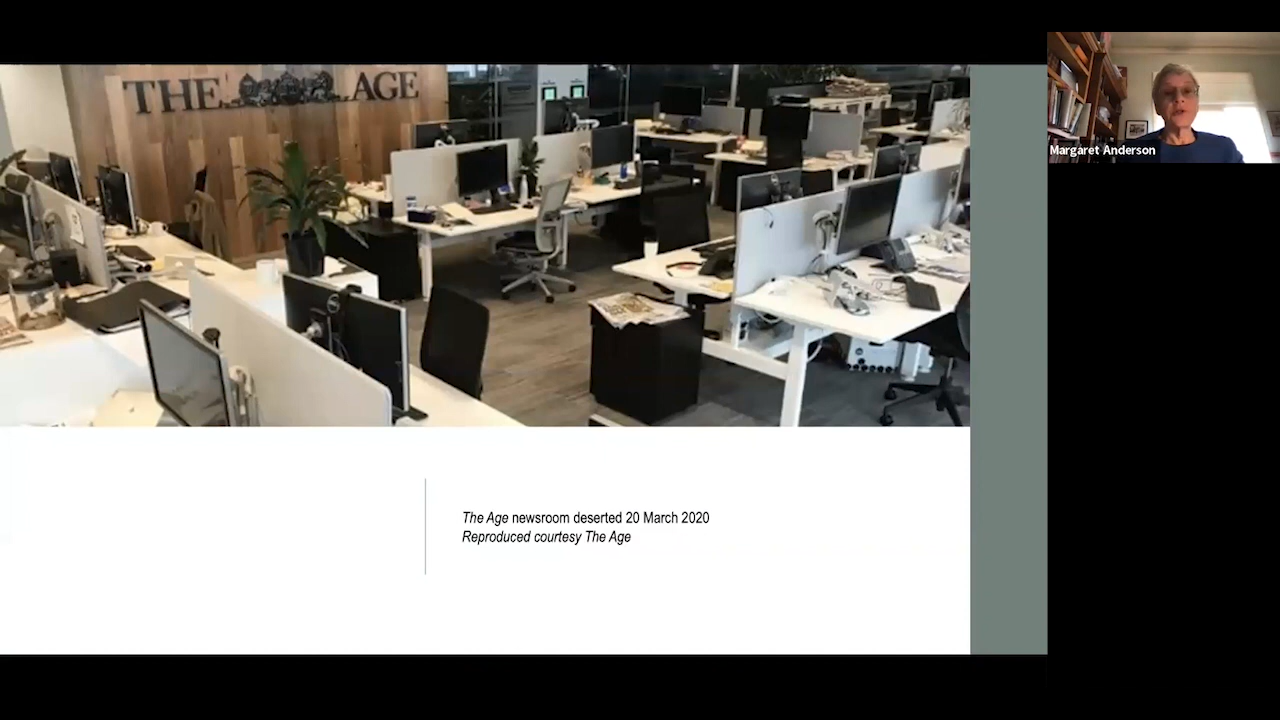 THE AGE
Margaret Anderson
The Age newsroom deserted 20 March 2020
Reproduced courtesy The Age